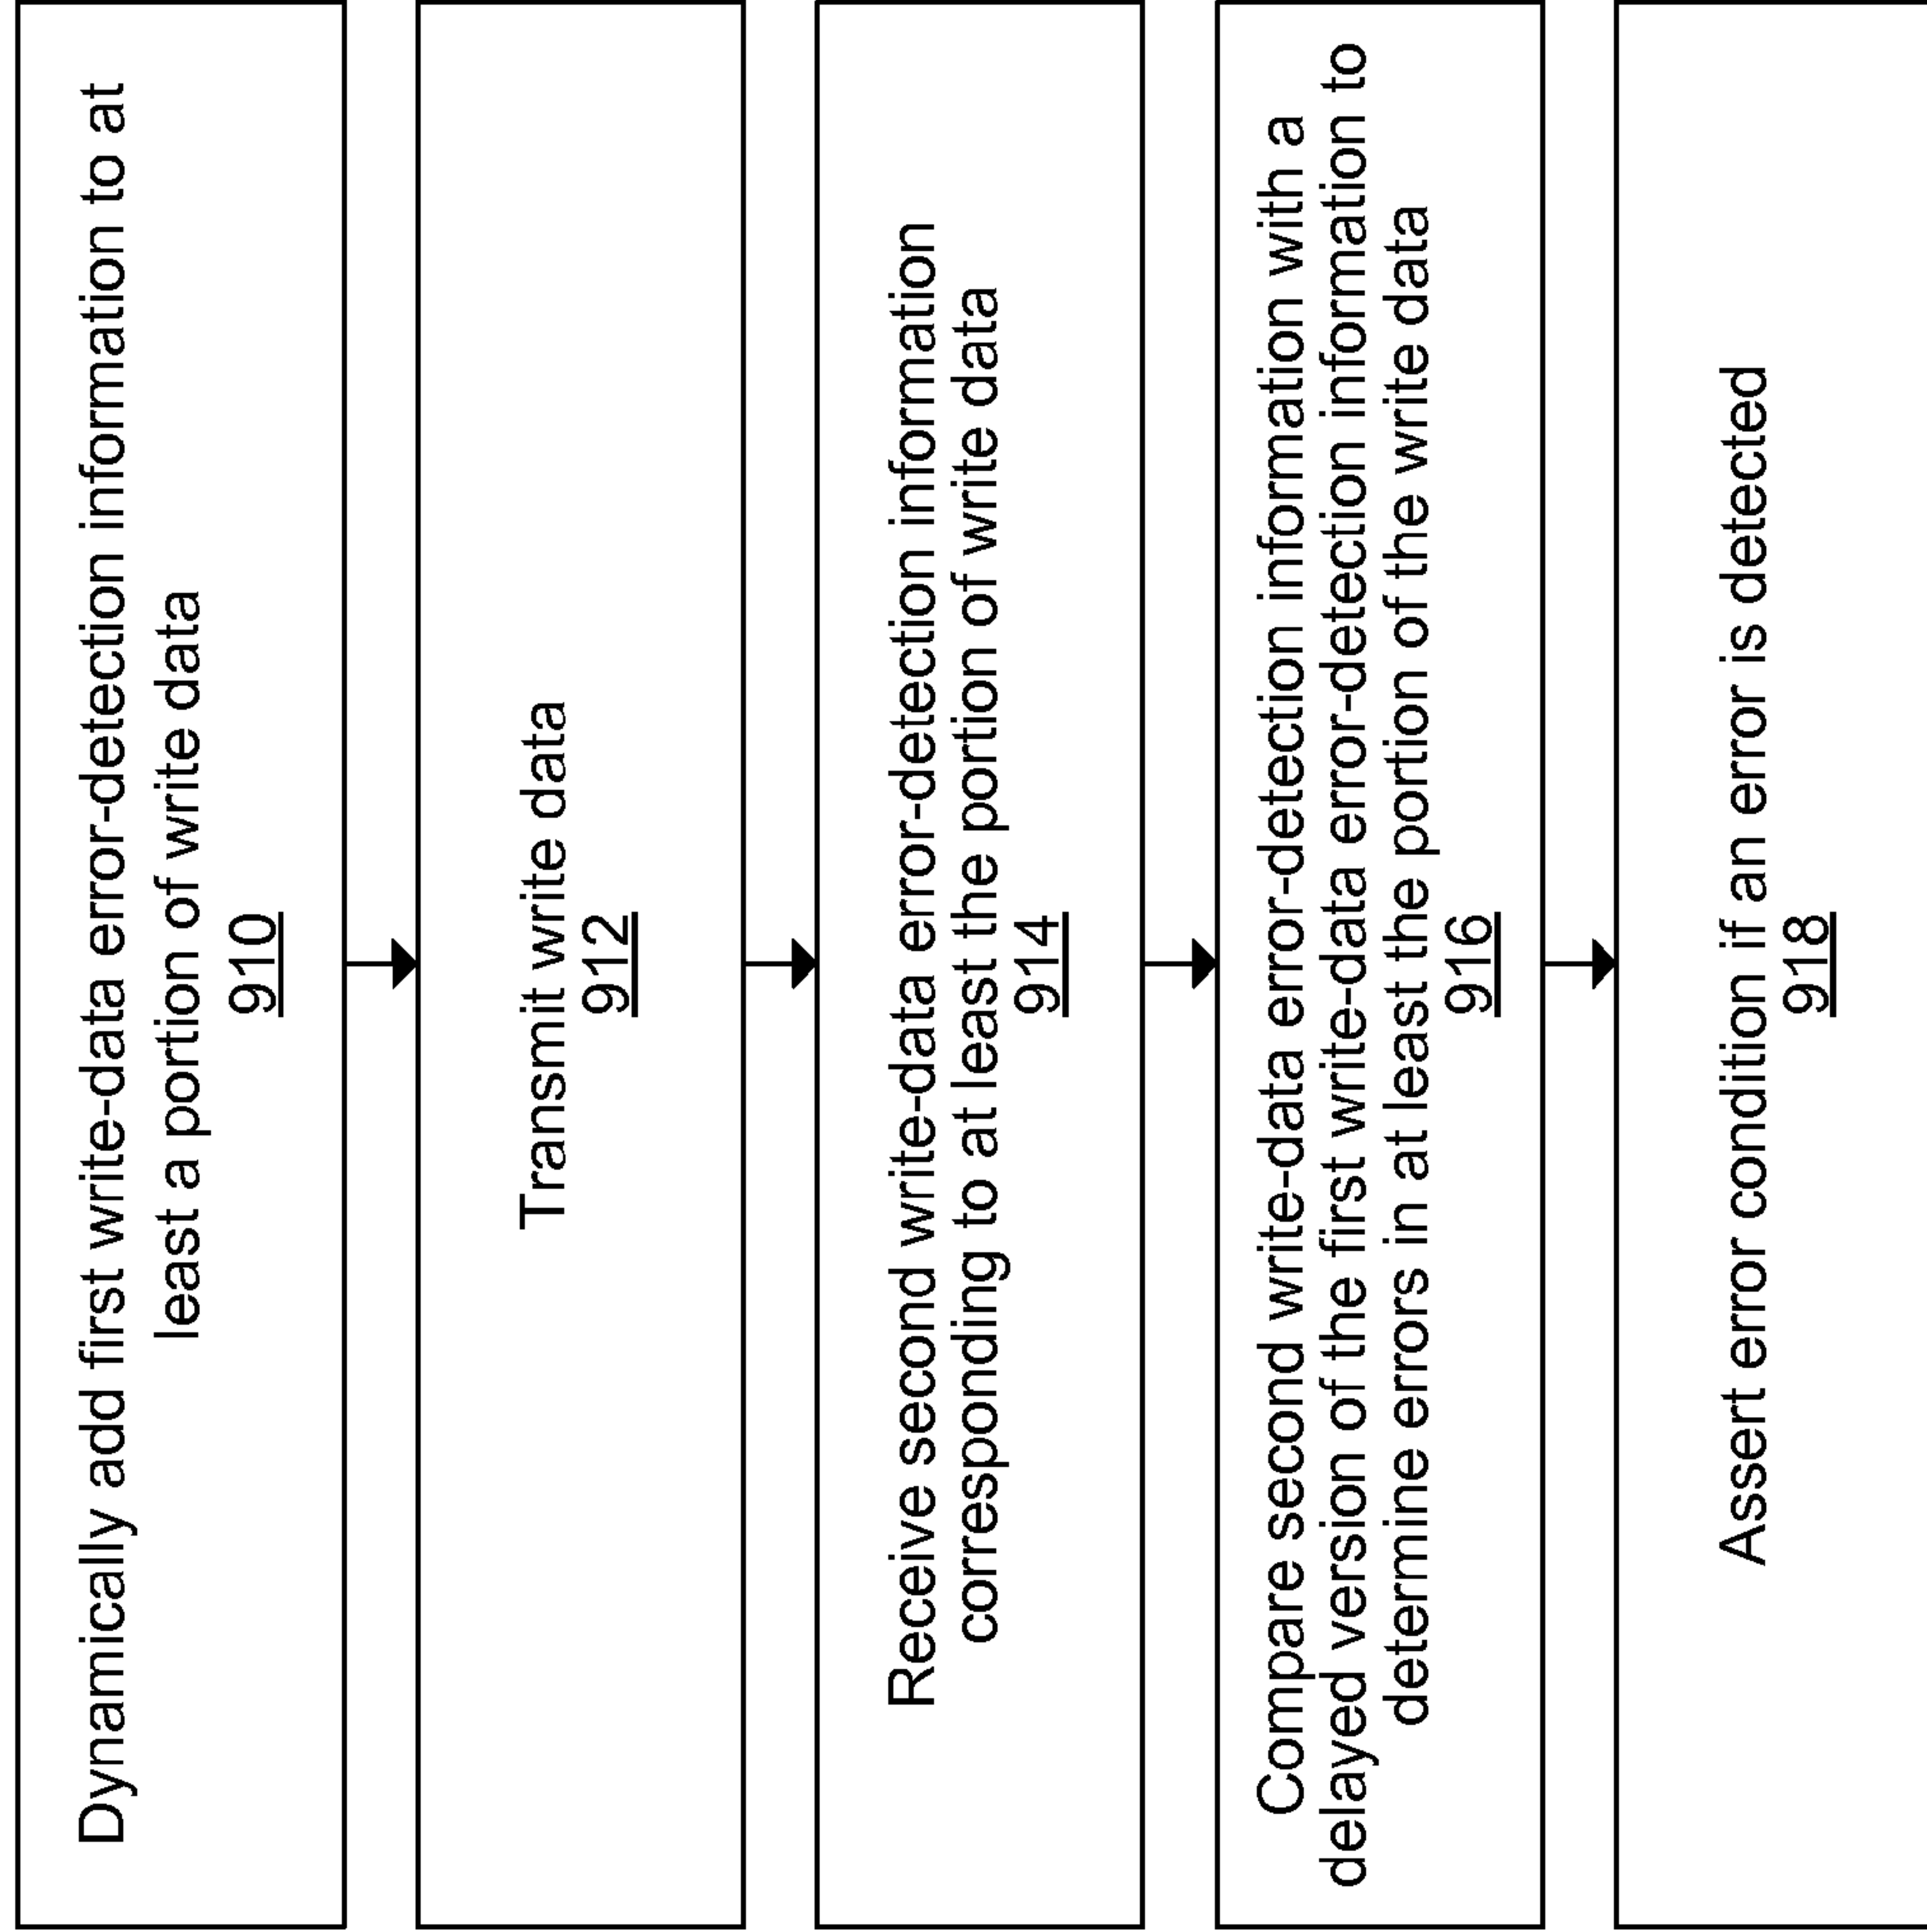 Dynamically add first write-data error-detection information to at
least a portion of write data
910
Transmit write data
912
Receive second write-data error-detection information
corresponding to at least the portion of write data
914
Compare second write-data error-detection information with a
delayed version of the first write-data error-detection information to
determine errors in at least the portion of the write data
916
Assert error condition if an error is detected
918